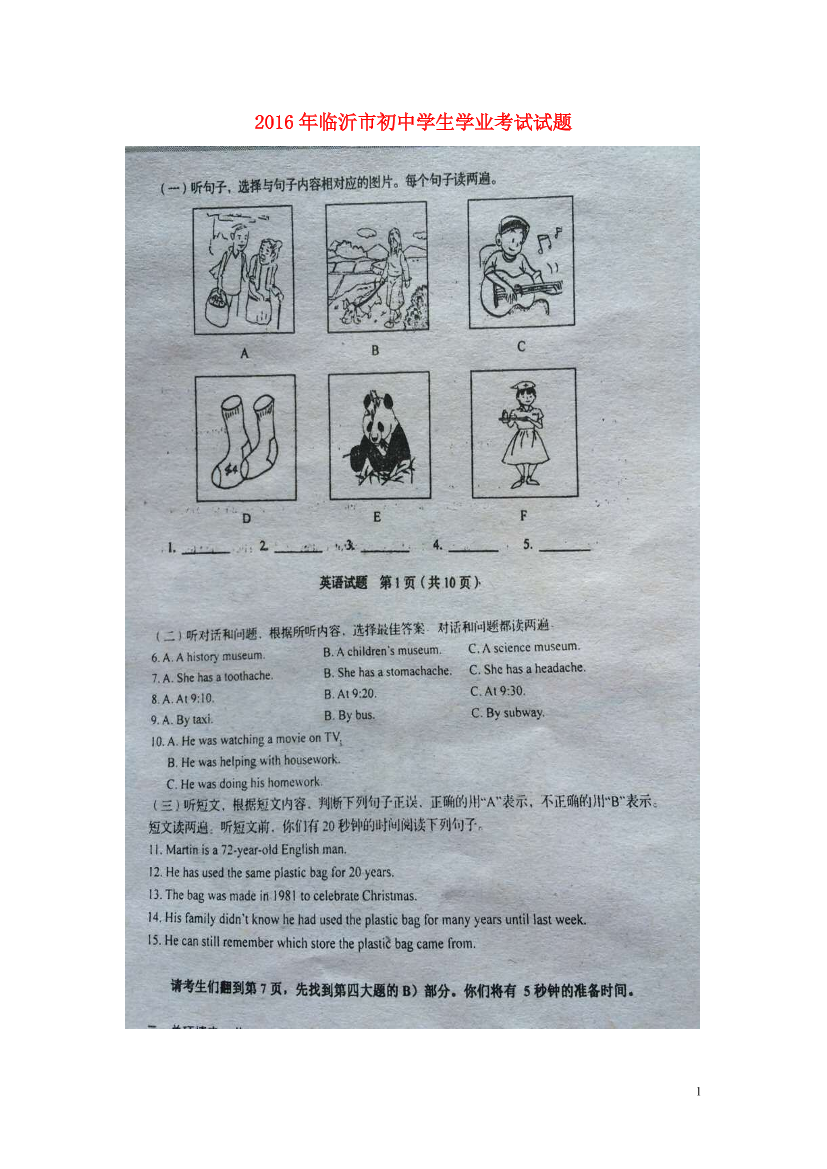 2016年临沂市初中学生学业考试试题
(一)听句子，选择与句子内容相对应的图片。每个句子读两遍。
A B C
D E F
1. ______ 2. ______ 3. ______ 4. ______ 5. ______
英语试题 第1页(共10页)
(二)听对话和问题，根据所听内容，选择最佳答案. 对话和问题都读两遍.
6. A. A history museum. B. A children's museum. C. A science museum.
7. A. She has a toothache. B. She has a stomachache. C. She has a headache.
8. A. At 9:10. B. At 9:20. C. At 9:30.
9. A. By taxi. B. By bus. C. By subway.
10. A. He was watching a movie on TV.
B. He was helping with housework.
C. He was doing his homework.
(三)听短文，根据短文内容，判断下列句子正误，正确的用“A”表示，不正确的用“B”表示。
短文读两遍。听短文前，你们有20秒钟的时间阅读下列句子。
11. Martin is a 72-year-old English man.
12. He has used the same plastic bag for 20 years.
13. The bag was made in 1981 to celebrate Christmas.
14. His family didn't know he had used the plastic bag for many years until last week.
15. He can still remember which store the plastic bag came from.
请考生们翻到第7页，先找到第四大题的B）部分。你们将有 5秒钟的准备时间。
1